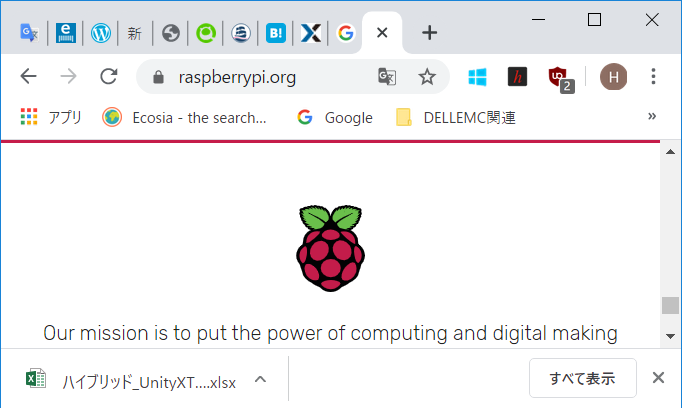 新
raspberrypi.org
2
H
アプリ Ecosia - the search... Google DELLEMC関連 »
Our mission is to put the power of computing and digital making
ハイブリッド_UnityXT....xlsx すべて表示